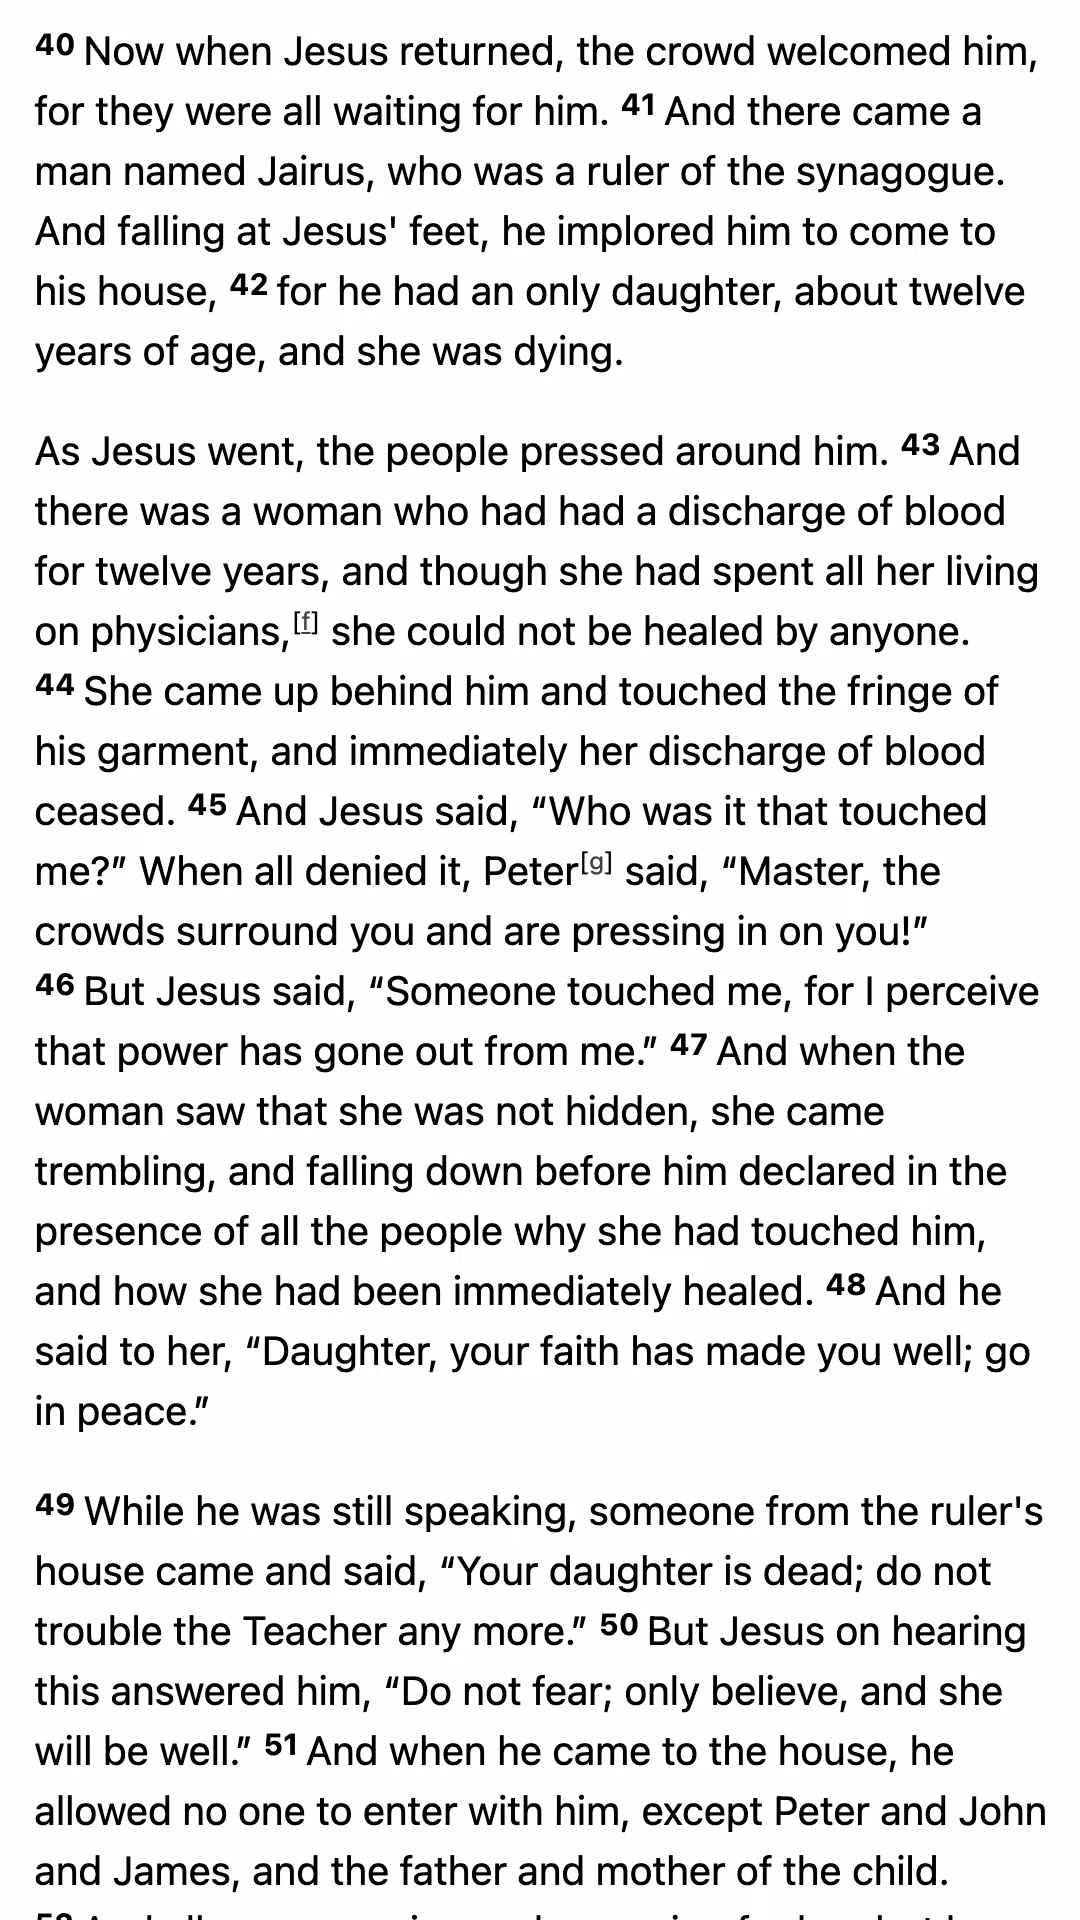 40 Now when Jesus returned, the crowd welcomed him,
for they were all waiting for him. 41 And there came a
man named Jairus, who was a ruler of the synagogue.
And falling at Jesus' feet, he implored him to come to
his house, 42 for he had an only daughter, about twelve
years of age, and she was dying.
As Jesus went, the people pressed around him. 43 And
there was a woman who had had a discharge of blood
for twelve years, and though she had spent all her living
on physicians,[f] she could not be healed by anyone.
44 She came up behind him and touched the fringe of
his garment, and immediately her discharge of blood
ceased. 45 And Jesus said, “Who was it that touched
me?” When all denied it, Peter[g] said, “Master, the
crowds surround you and are pressing in on you!”
46 But Jesus said, “Someone touched me, for I perceive
that power has gone out from me.” 47 And when the
woman saw that she was not hidden, she came
trembling, and falling down before him declared in the
presence of all the people why she had touched him,
and how she had been immediately healed. 48 And he
said to her, “Daughter, your faith has made you well; go
in peace.”
49 While he was still speaking, someone from the ruler's
house came and said, “Your daughter is dead; do not
trouble the Teacher any more.” 50 But Jesus on hearing
this answered him, “Do not fear; only believe, and she
will be well.” 51 And when he came to the house, he
allowed no one to enter with him, except Peter and John
and James, and the father and mother of the child.